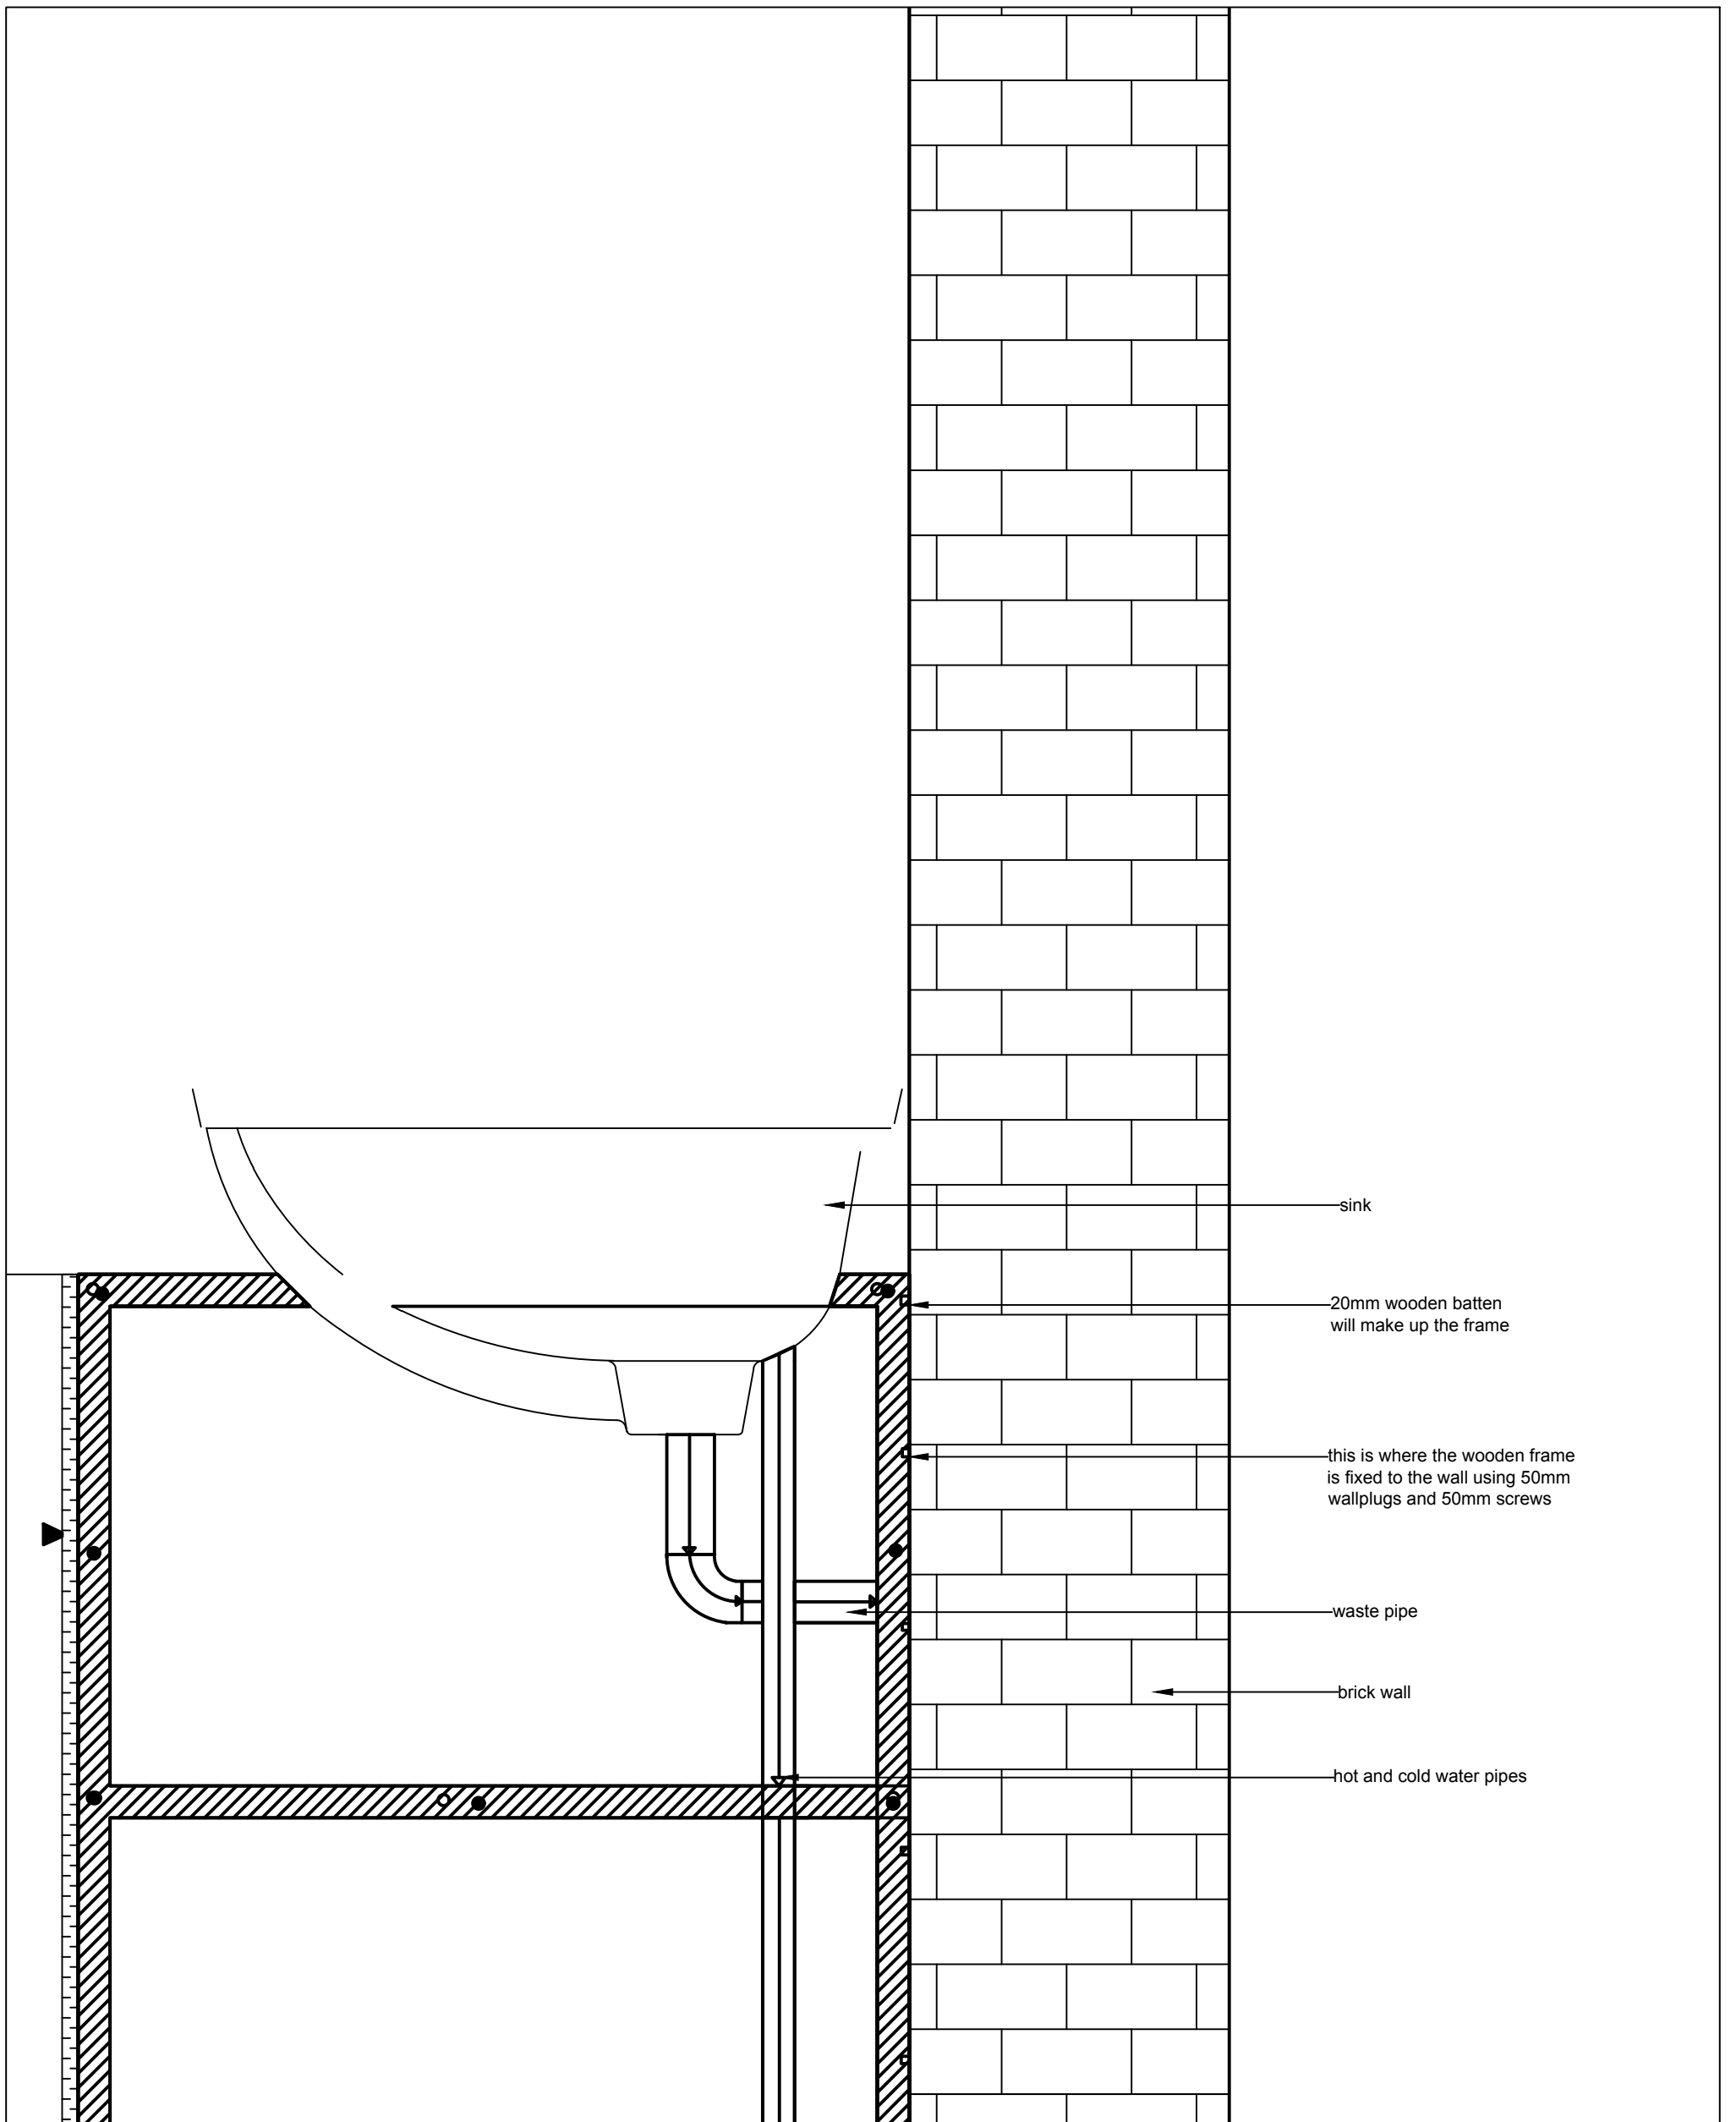 sink
20mm wooden batten
will make up the frame
this is where the wooden frame
is fixed to the wall using 50mm
wallplugs and 50mm screws
waste pipe
brick wall
hot and cold water pipes